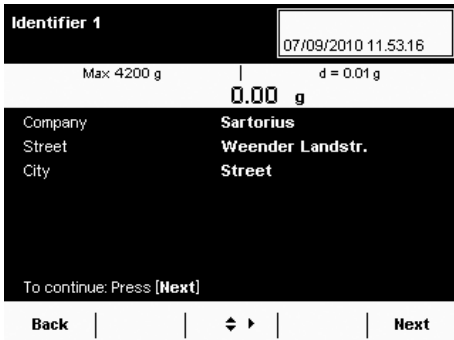 Identifier 1
07/09/2010 11.53.16
Max 4200 g d = 0.01 g
0.00 g
Company Sartorius
Street Weender Landstr.
City Street
To continue: Press [Next]
Back Next